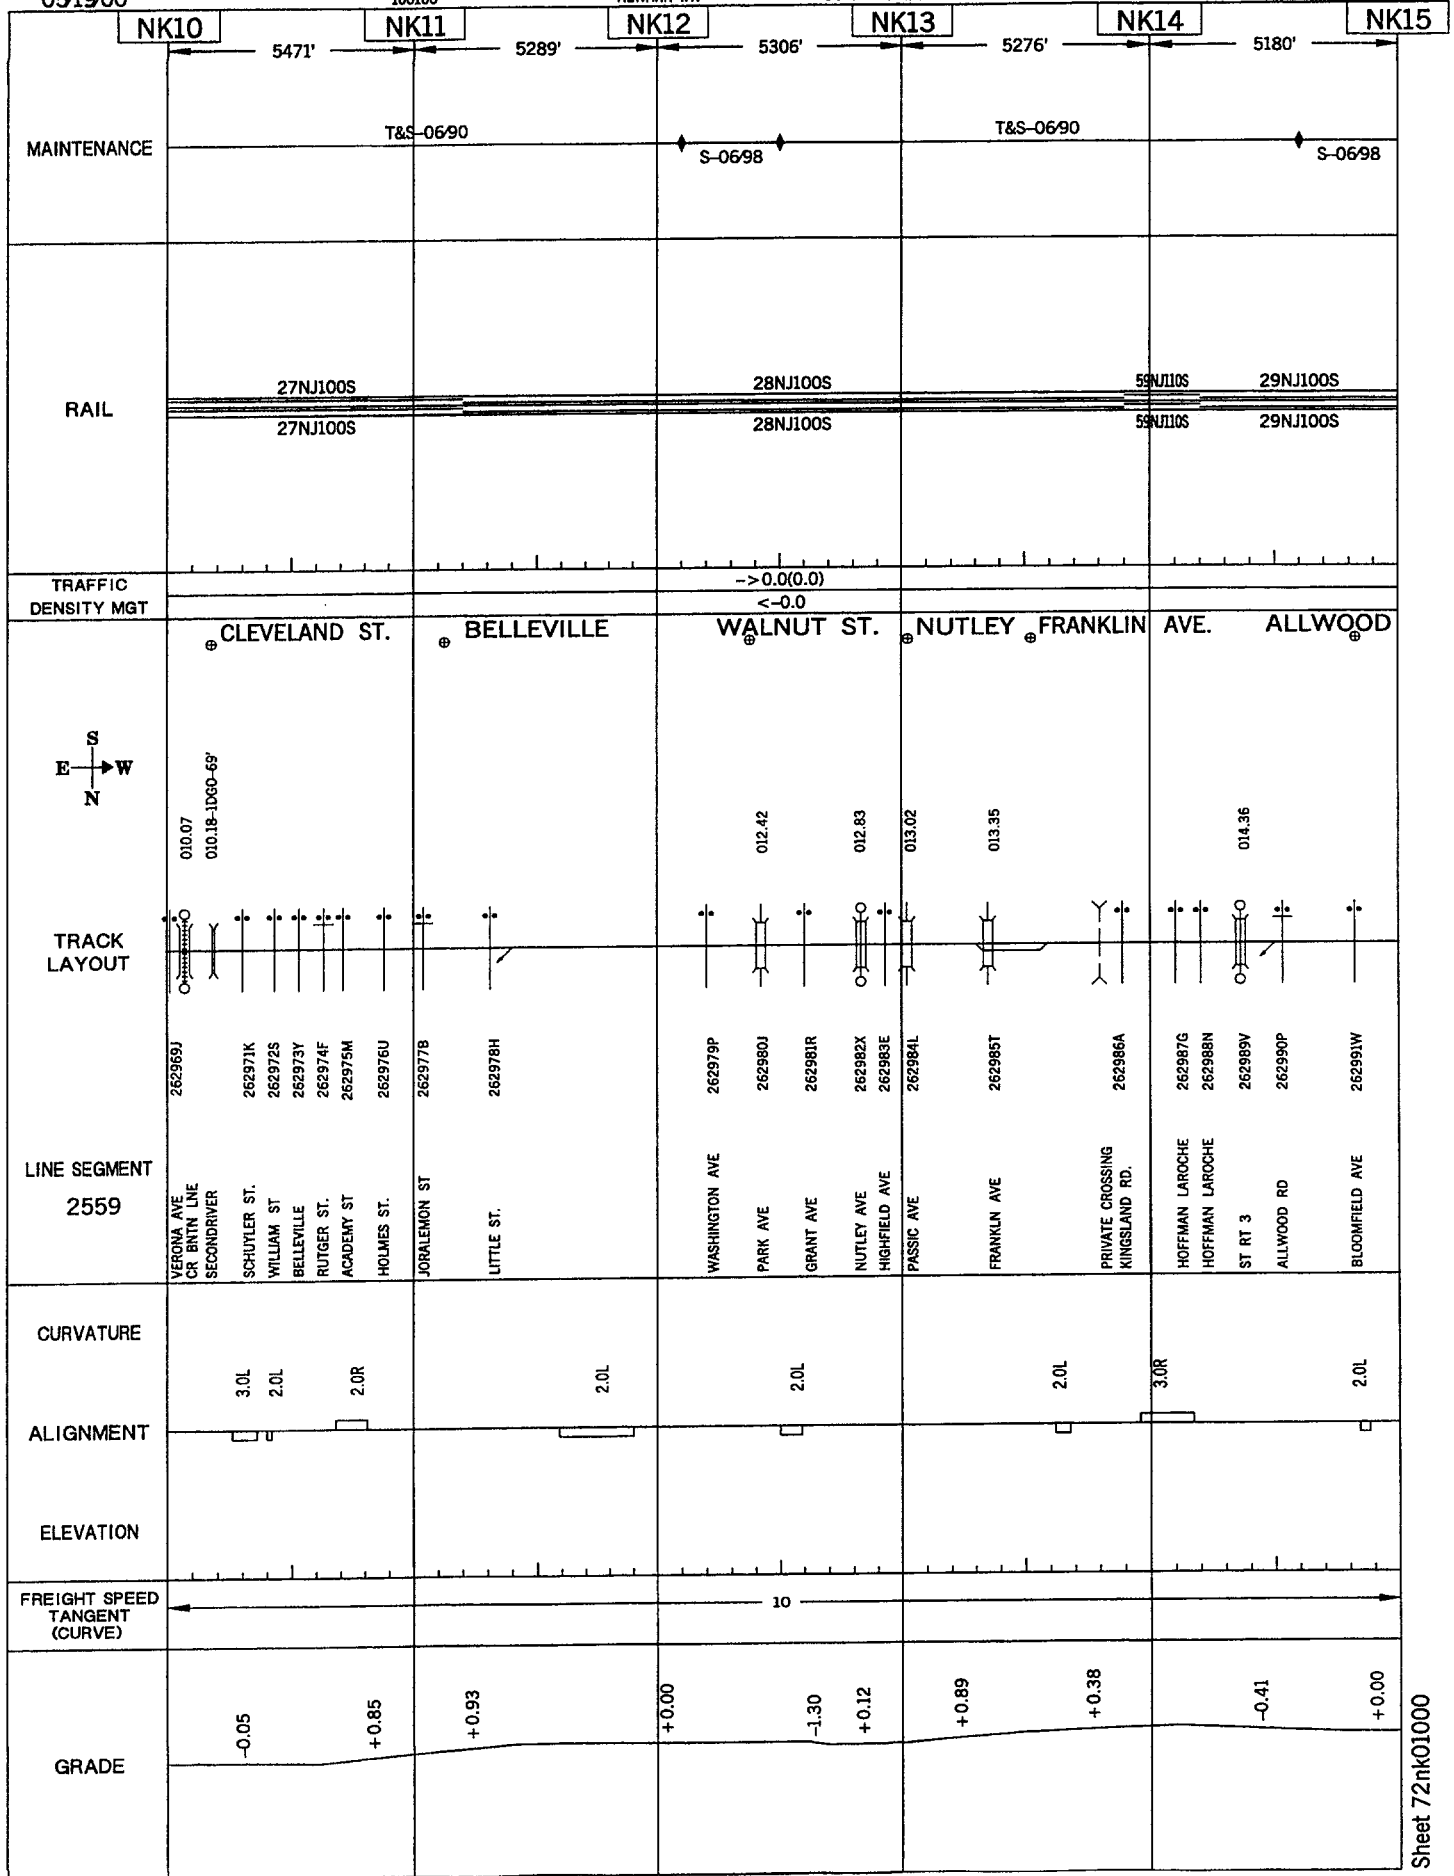 NK10 NK11 NK12 NK13 NK14 NK15
5471' 5289' 5306' 5276' 5180'
MAINTENANCE
T&S-06/90 S-06/98 T&S-06/90 S-06/98
RAIL
27NJ100S 28NJ100S 59NJ110S 29NJ100S
27NJ100S 28NJ100S 59NJ110S 29NJ100S
TRAFFIC
DENSITY MGT
->0.0(0.0)
<-0.0
CLEVELAND ST. BELLEVILLE WALNUT ST. NUTLEY FRANKLIN AVE. ALLWOOD
S
E W
N
010.07
010.18-1DGO-69'
012.42
012.83
013.02
013.35
014.36
TRACK
LAYOUT
262969J
262971K
262972S
262973Y
262974F
262975M
262976U
262977B
262978H
262979P
262980J
262981R
262982X
262983E
262984L
262985T
262986A
262987G
262988N
262989V
262990P
262991W
LINE SEGMENT
2559
VERONA AVE
CR BNTN LNE
SECONDRIVER
SCHUYLER ST.
WILLIAM ST
BELLEVILLE
RUTGER ST.
ACADEMY ST
HOLMES ST.
JORALEMON ST
LITTLE ST.
WASHINGTON AVE
PARK AVE
GRANT AVE
NUTLEY AVE
HIGHFIELD AVE
PASSIC AVE
FRANKLN AVE
PRIVATE CROSSING
KINGSLAND RD.
HOFFMAN LAROCHE
HOFFMAN LAROCHE
ST RT 3
ALLWOOD RD
BLOOMFIELD AVE
CURVATURE
3.0L 2.0L 2.0R 2.0L 2.0L 2.0L 3.0R 2.0L
ALIGNMENT
ELEVATION
FREIGHT SPEED
TANGENT
(CURVE)
10
GRADE
-0.05 +0.85 +0.93 +0.00 -1.30 +0.12 +0.89 +0.38 -0.41 +0.00
Sheet 72nk01000